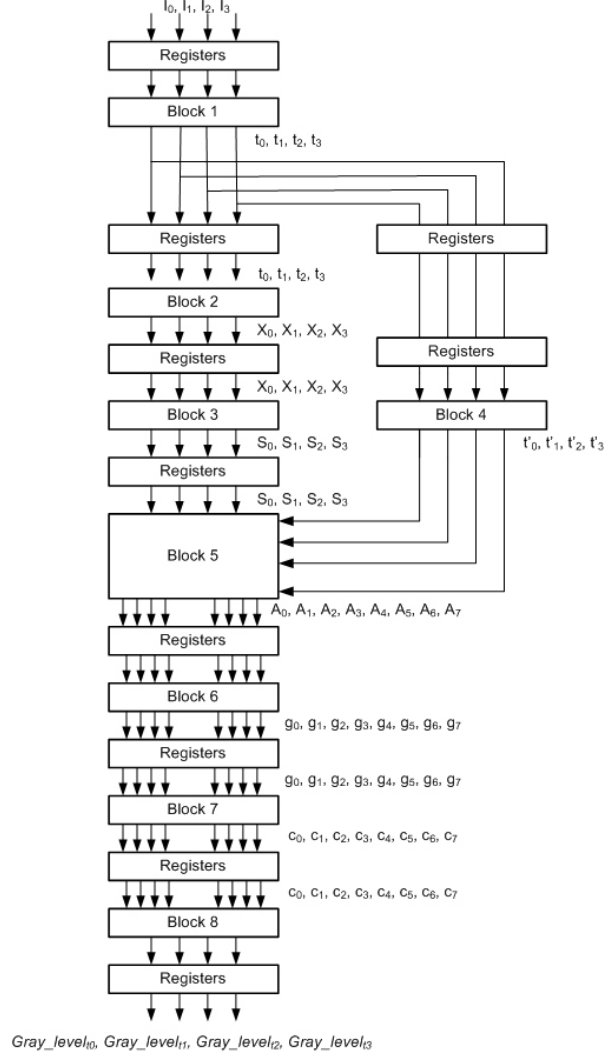 I₀, I₁, I₂, I₃
Registers
Block 1
t₀, t₁, t₂, t₃
Registers
Registers
t₀, t₁, t₂, t₃
Block 2
X₀, X₁, X₂, X₃
Registers
Registers
X₀, X₁, X₂, X₃
Block 3
Block 4
S₀, S₁, S₂, S₃
t'₀, t'₁, t'₂, t'₃
Registers
S₀, S₁, S₂, S₃
Block 5
A₀, A₁, A₂, A₃, A₄, A₅, A₆, A₇
Registers
Block 6
g₀, g₁, g₂, g₃, g₄, g₅, g₆, g₇
Registers
g₀, g₁, g₂, g₃, g₄, g₅, g₆, g₇
Block 7
c₀, c₁, c₂, c₃, c₄, c₅, c₆, c₇
Registers
c₀, c₁, c₂, c₃, c₄, c₅, c₆, c₇
Block 8
Registers
Gray_levelt0, Gray_levelt1, Gray_levelt2, Gray_levelt3